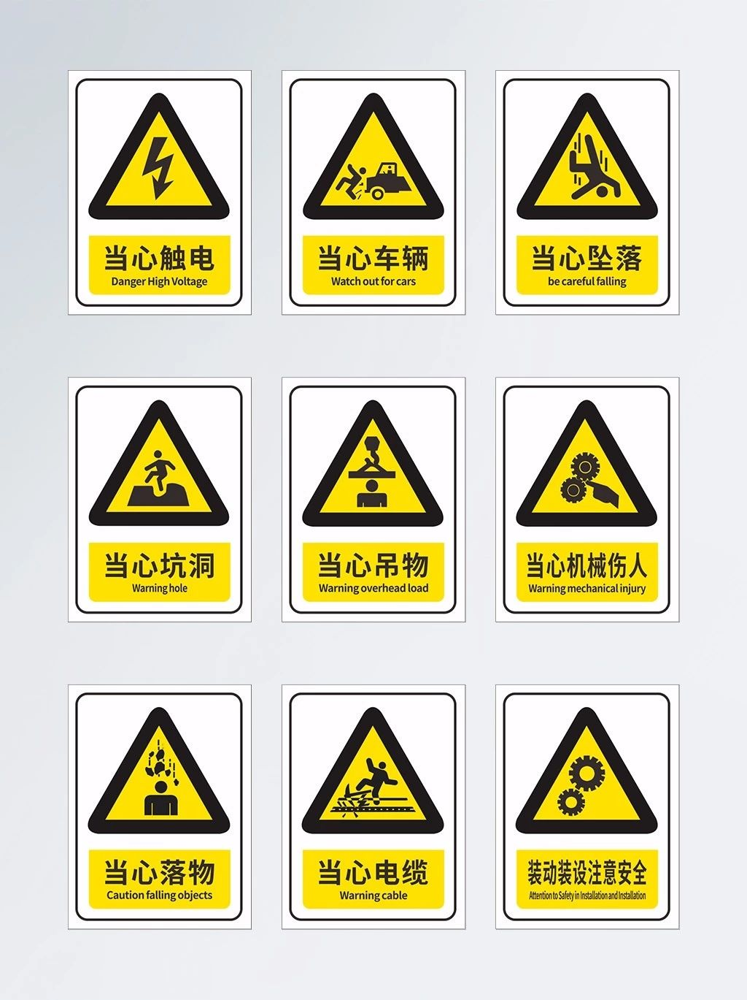 当心触电
Danger High Voltage
当心车辆
Watch out for cars
当心坠落
be careful falling
当心坑洞
Warning hole
当心吊物
Warning overhead load
当心机械伤人
Warning mechanical injury
当心落物
Caution falling objects
当心电缆
Warning cable
装动装设注意安全
Attention to Safety in Installation and Installation